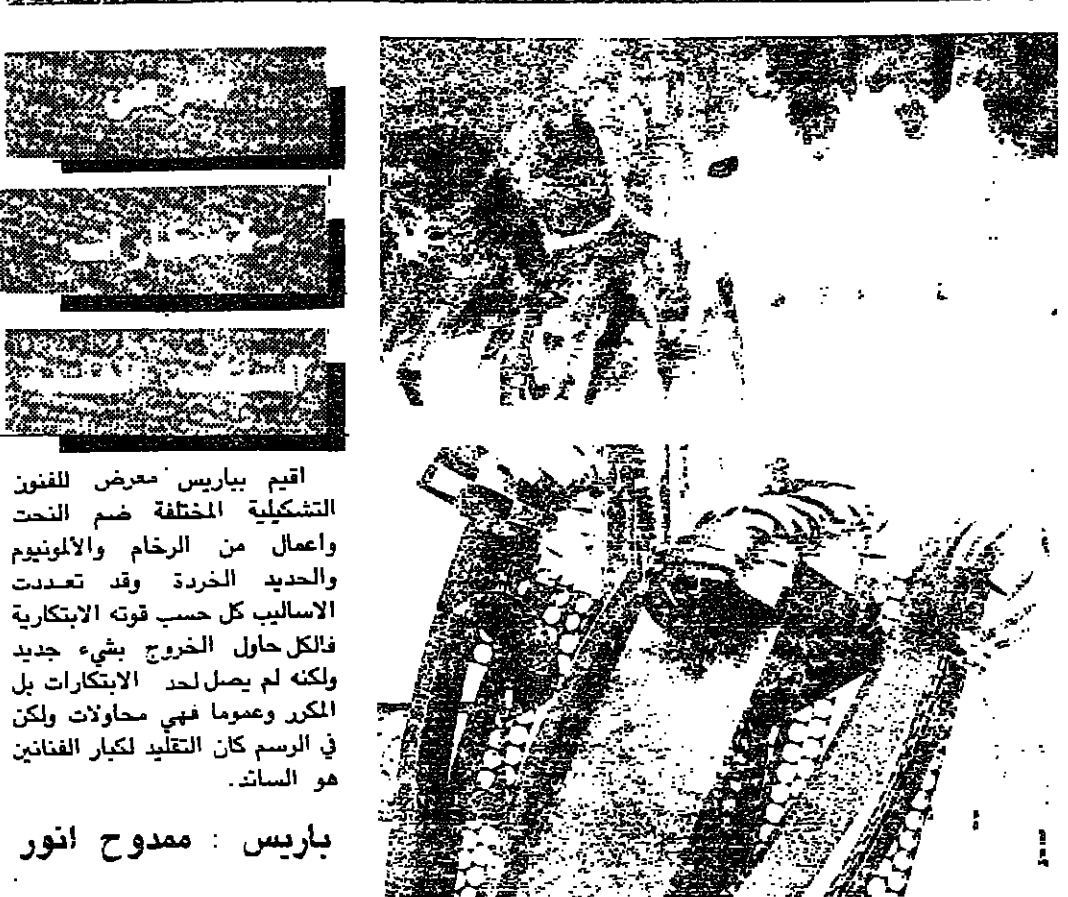 معرض
اقيم بباريس معرض للفنون
التشكيلية المختلفة ضم النحت
واعمال من الرخام والالمونيوم
والحديد الخردة وقد تعددت
الاساليب كل حسب قوته الابتكارية
فالكل حاول الخروج بشيء جديد
ولكنه لم يصل لحد الابتكارات بل
المكرر وعموما فهي محاولات ولكن
في الرسم كان التقليد لكبار الفنانين
هو السائد.
باريس : ممدوح انور